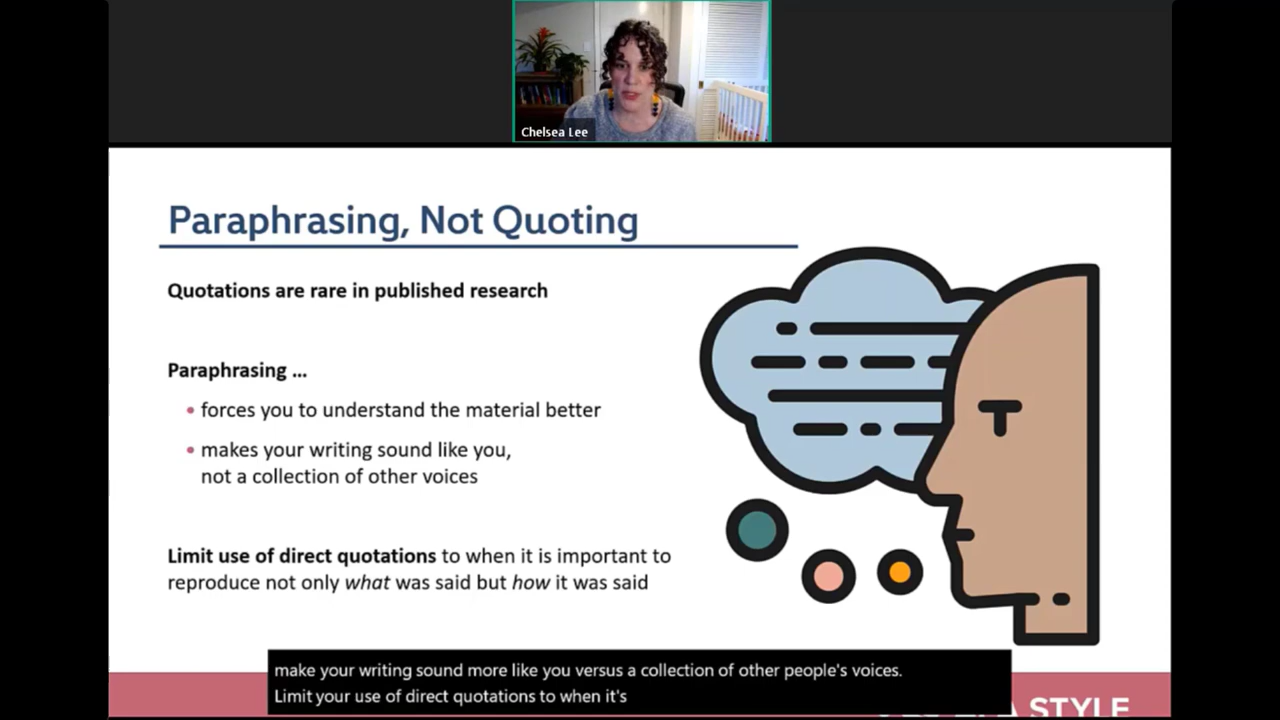 Chelsea Lee
Paraphrasing, Not Quoting
Quotations are rare in published research
Paraphrasing ...
• forces you to understand the material better
• makes your writing sound like you,
not a collection of other voices
Limit use of direct quotations to when it is important to
reproduce not only what was said but how it was said
make your writing sound more like you versus a collection of other people's voices.
Limit your use of direct quotations to when it's
STYLE